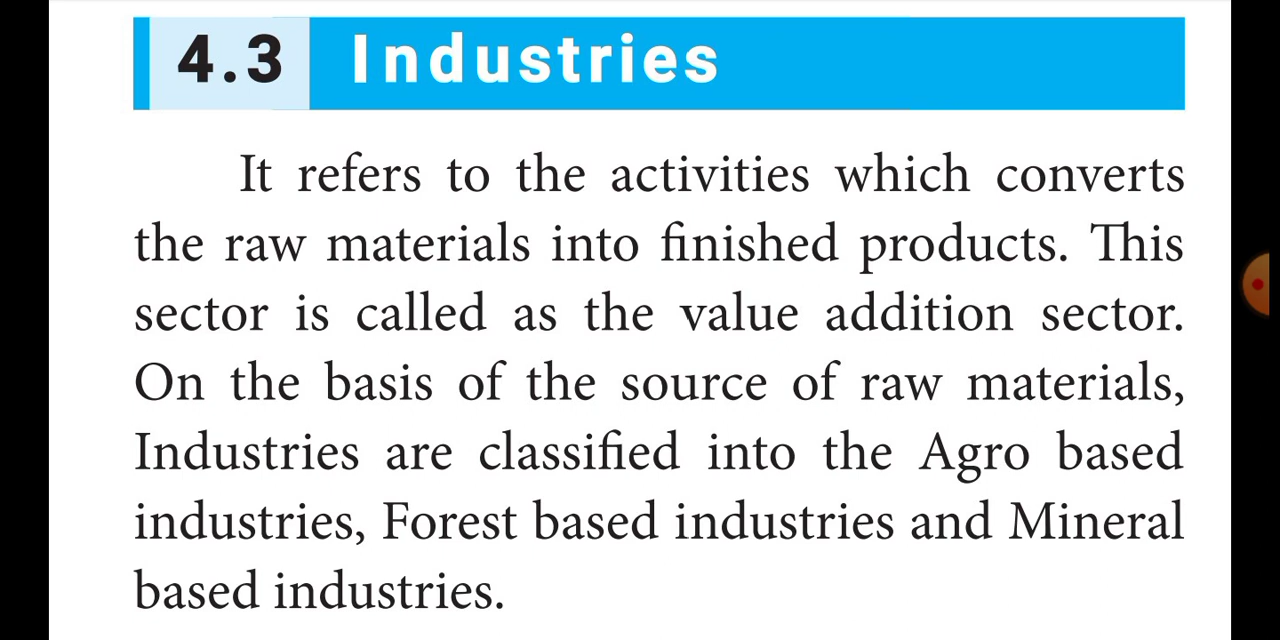 4.3 Industries
It refers to the activities which converts
the raw materials into finished products. This
sector is called as the value addition sector.
On the basis of the source of raw materials,
Industries are classified into the Agro based
industries, Forest based industries and Mineral
based industries.